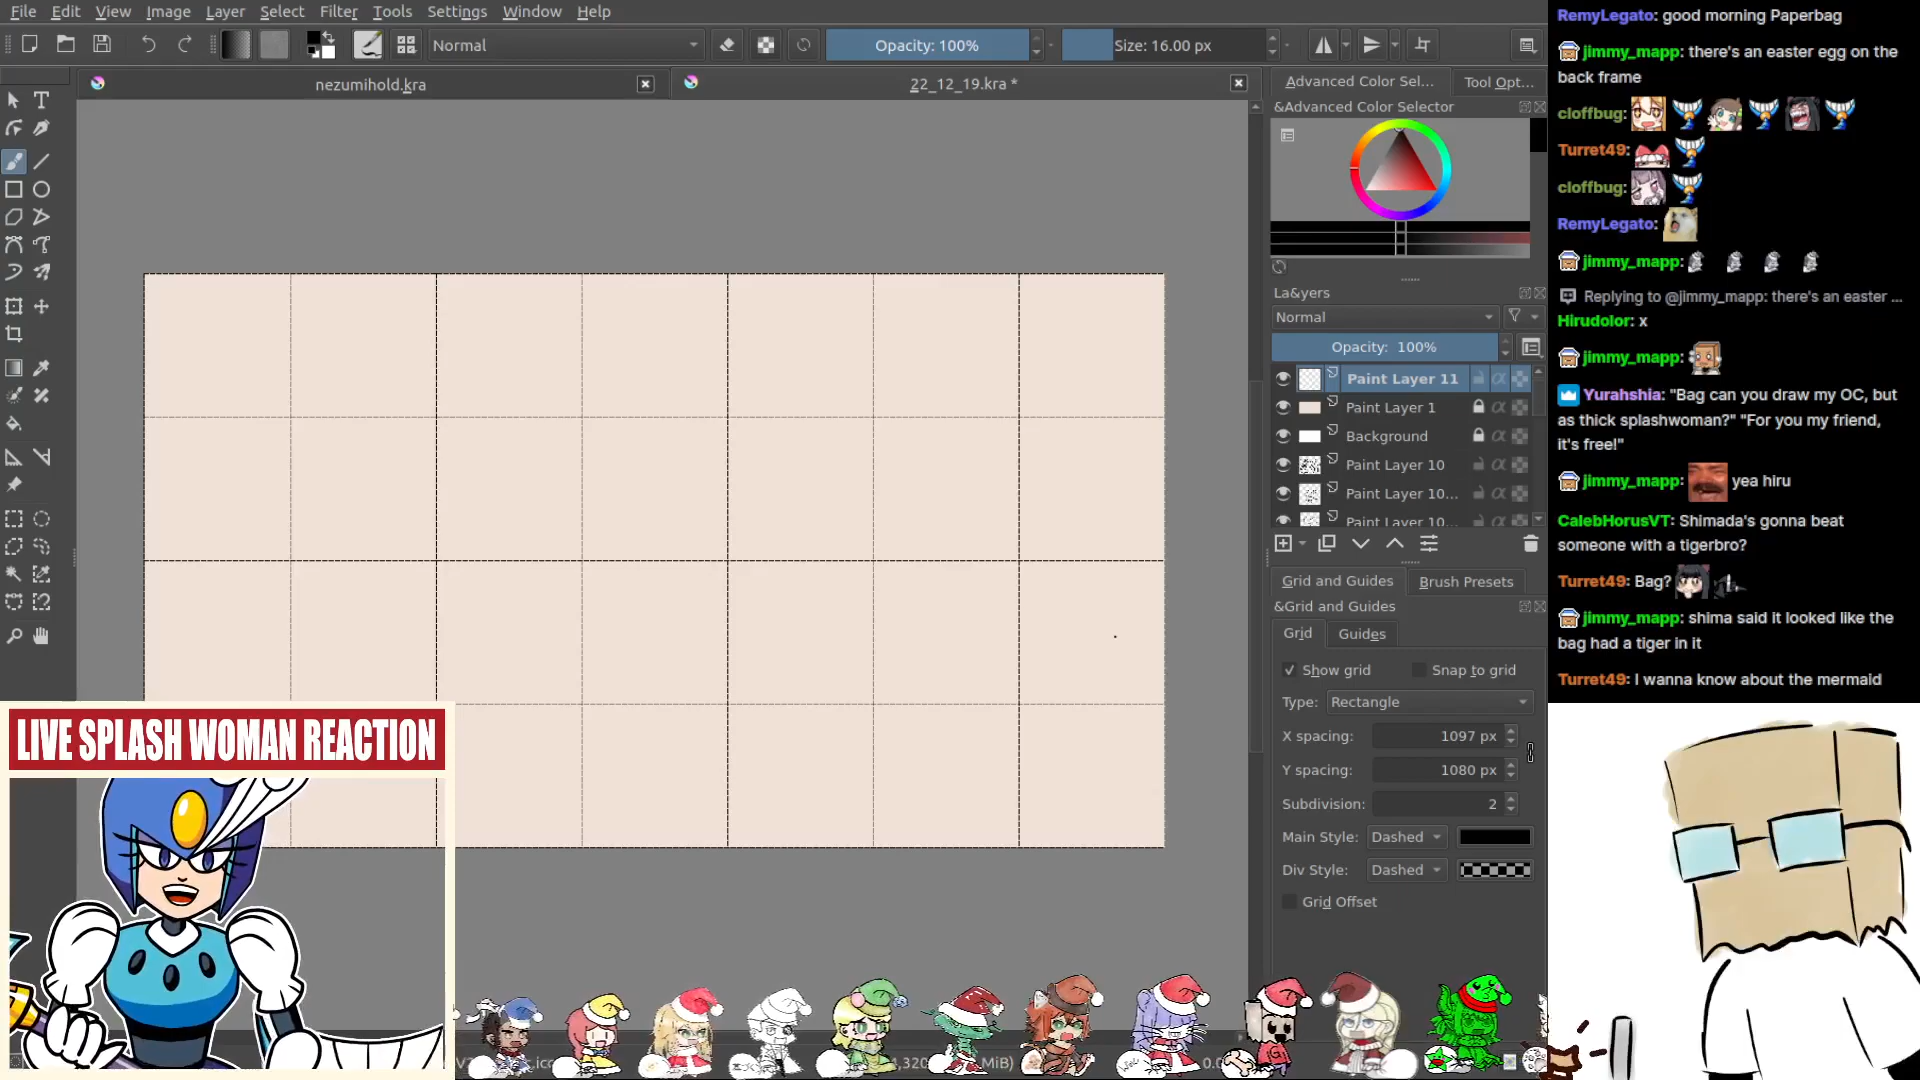 File Edit View Image Layer Select Filter Tools Settings Window Help
Normal
Opacity: 100%
Size: 16.00 px
nezumihold.kra
22_12_19.kra *
Advanced Color Sel...
Tool Opt...
&Advanced Color Selector
La&yers
Normal
Opacity: 100%
Paint Layer 11
Paint Layer 1
Background
Paint Layer 10
Paint Layer 10...
Paint Layer 10...
Grid and Guides
Brush Presets
&Grid and Guides
Grid
Guides
Show grid
Snap to grid
Type: Rectangle
X spacing: 1097 px
Y spacing: 1080 px
Subdivision: 2
Main Style: Dashed
Div Style: Dashed
Grid Offset
RemyLegato: good morning Paperbag
jimmy_mapp: there's an easter egg on the
back frame
cloffbug:
Turret49:
cloffbug:
RemyLegato:
jimmy_mapp:
Replying to @jimmy_mapp: there's an easter ...
Hirudolor: x
jimmy_mapp:
Yurahshia: "Bag can you draw my OC, but
as thick splashwoman?" "For you my friend,
it's free!"
jimmy_mapp: yea hiru
CalebHorusVT: Shimada's gonna beat
someone with a tigerbro?
Turret49: Bag?
jimmy_mapp: shima said it looked like the
bag had a tiger in it
Turret49: I wanna know about the mermaid
LIVE SPLASH WOMAN REACTION